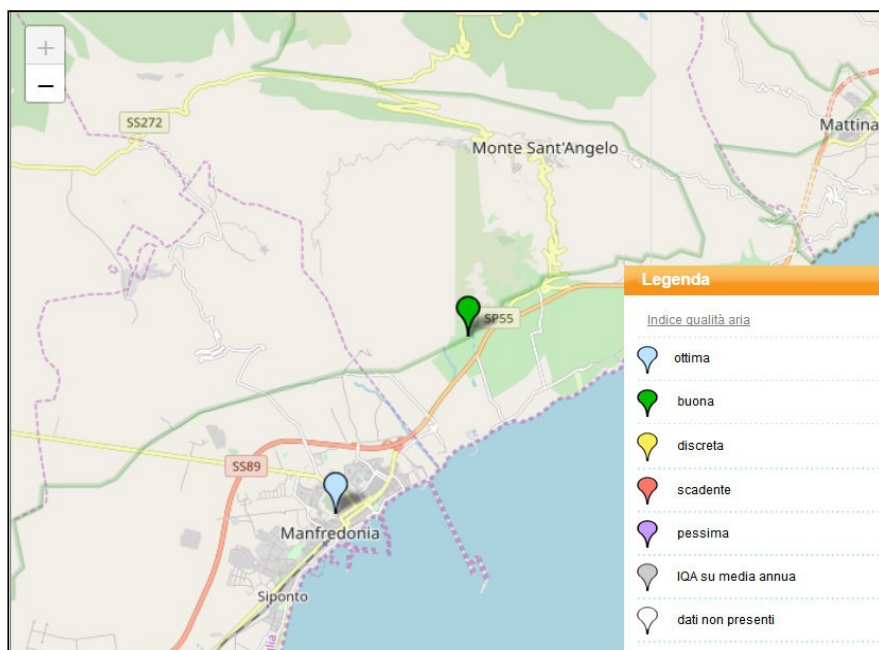 +
−
SS272
Monte Sant'Angelo
Mattina
SP55
SS89
Manfredonia
Siponto
Legenda
Indice qualità aria
ottima
buona
discreta
scadente
pessima
IQA su media annua
dati non presenti